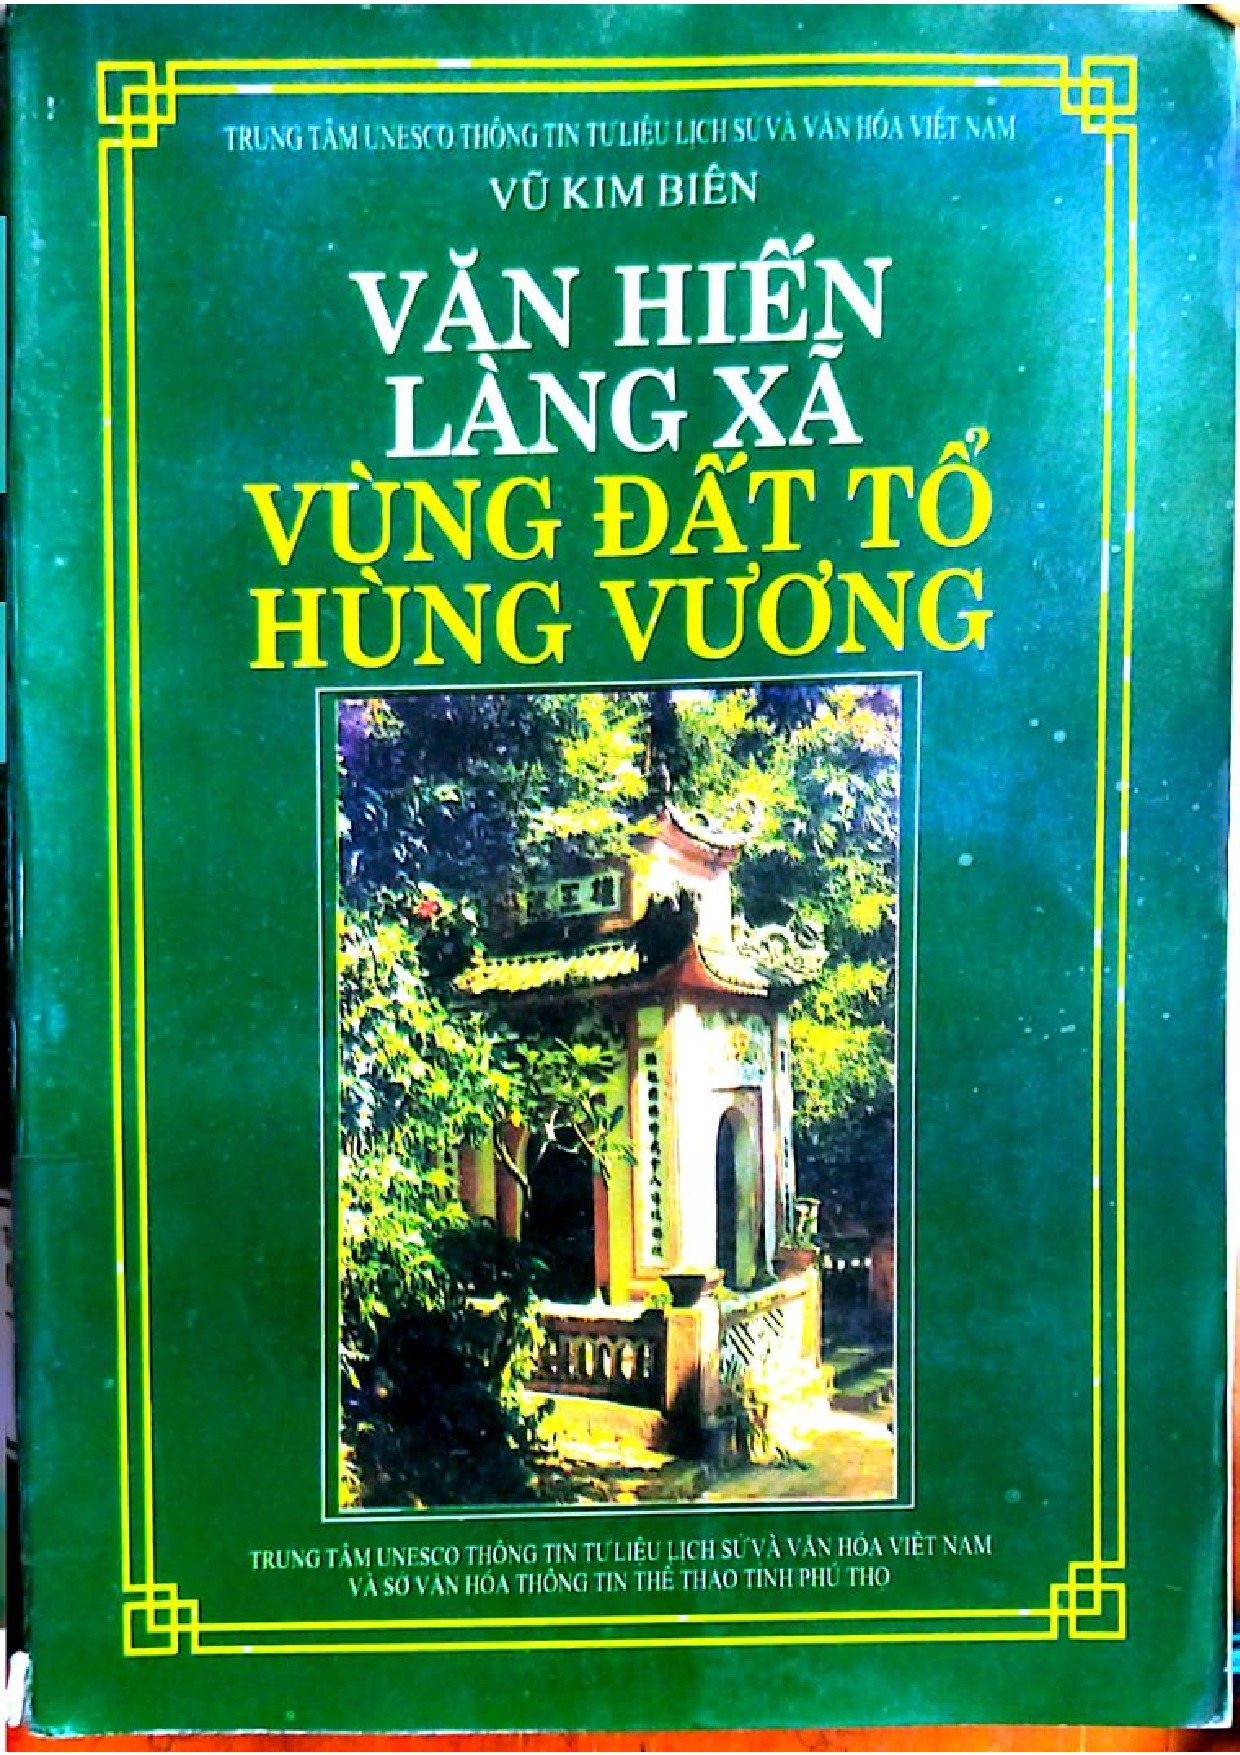 TRUNG TÂM UNESCO THÔNG TIN TƯ LIỆU LỊCH SỬ VÀ VĂN HÓA VIỆT NAM
VŨ KIM BIÊN
VĂN HIẾN
LÀNG XÃ
VÙNG ĐẤT TỔ
HÙNG VƯƠNG
TRUNG TÂM UNESCO THÔNG TIN TƯ LIỆU LỊCH SỬ VÀ VĂN HÓA VIỆT NAM
VÀ SỞ VĂN HÓA THÔNG TIN THỂ THAO TỈNH PHÚ THỌ